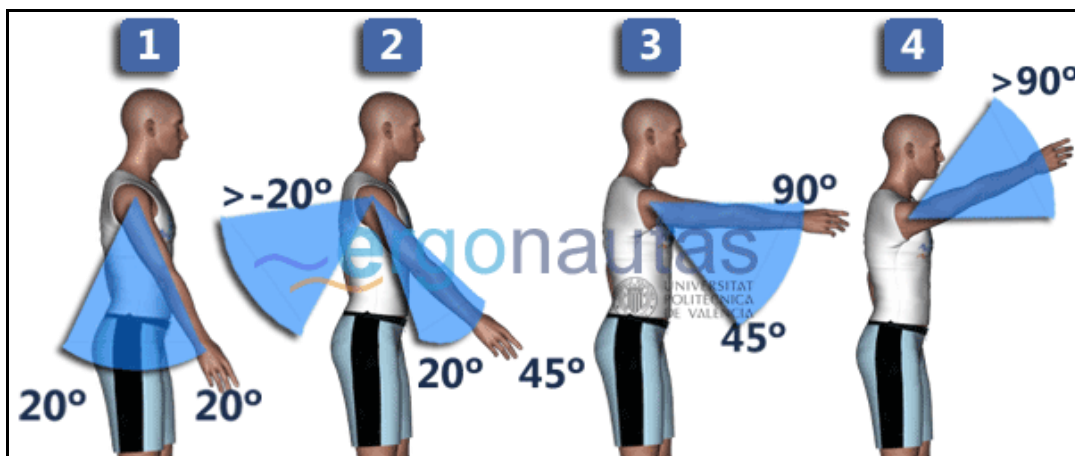 1
2
3
4
>90º
>-20º
90º
ergonautas
UNIVERSITAT
POLITÈCNICA
DE VALÈNCIA
45º
20º
20º
20º
45º